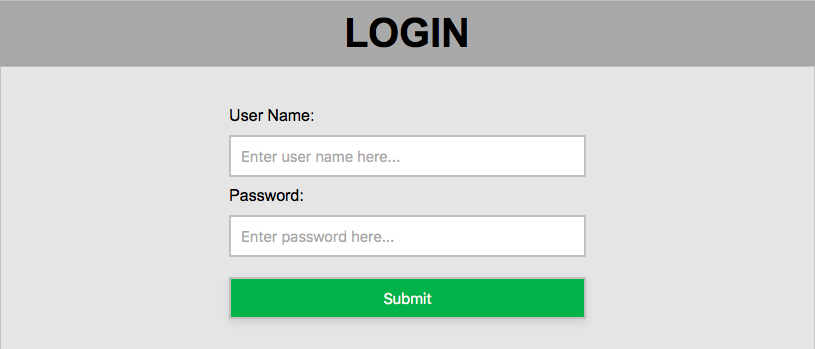 LOGIN
User Name:
Enter user name here...
Password:
Enter password here...
Submit